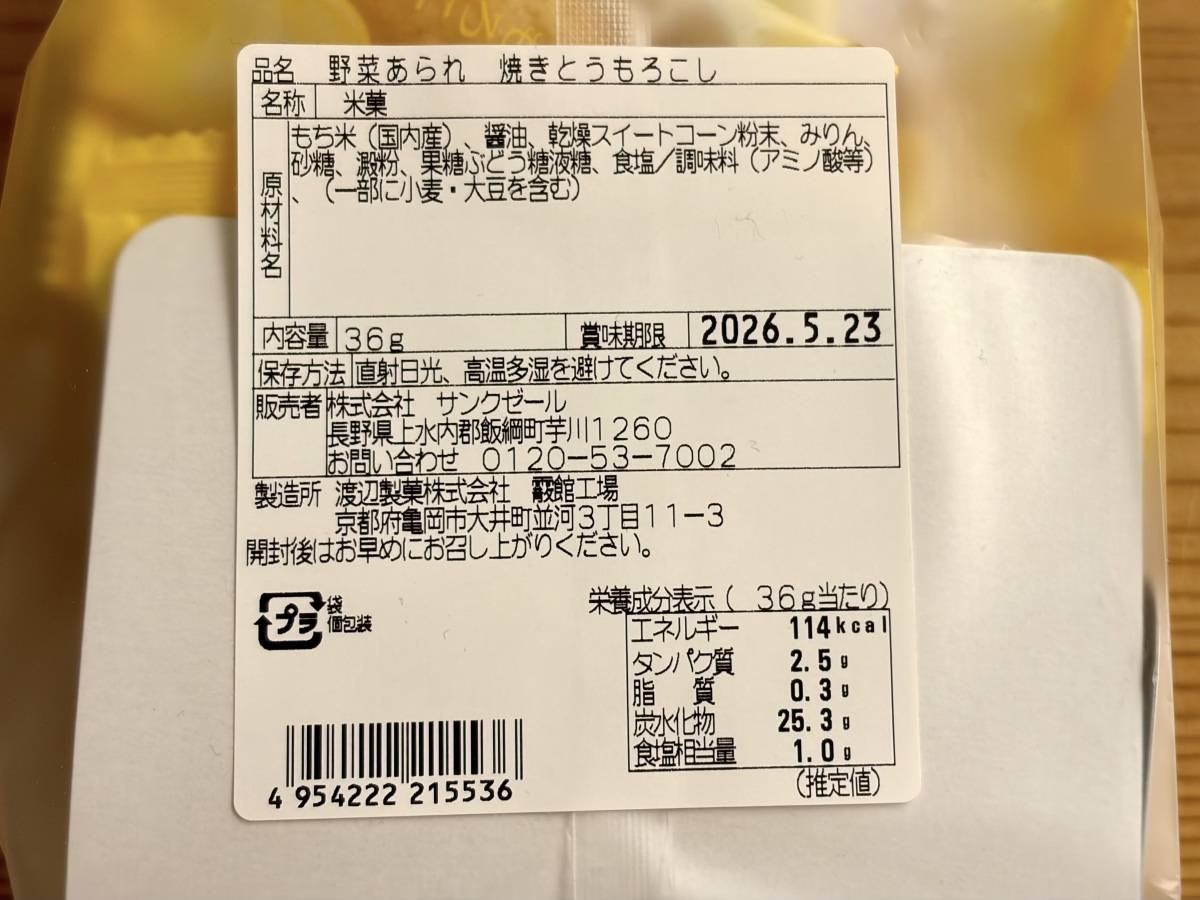 品名 野菜あられ 焼きとうもろこし
名称 米菓
原材料名
もち米（国内産）、醤油、乾燥スイートコーン粉末、みりん、
砂糖、澱粉、果糖ぶどう糖液糖、食塩／調味料（アミノ酸等）
、（一部に小麦・大豆を含む）
内容量 36g 賞味期限 2026.5.23
保存方法 直射日光、高温多湿を避けてください。
販売者 株式会社 サンクゼール
長野県上水内郡飯綱町芋川1260
お問い合わせ 0120-53-7002
製造所 渡辺製菓株式会社 霰館工場
京都府亀岡市大井町並河3丁目11-3
開封後はお早めにお召し上がりください。
プラ 袋
個包装
栄養成分表示（ 36g当たり）
エネルギー 114kcal
タンパク質 2.5g
脂 質 0.3g
炭水化物 25.3g
食塩相当量 1.0g
（推定値）
4 954222 215536